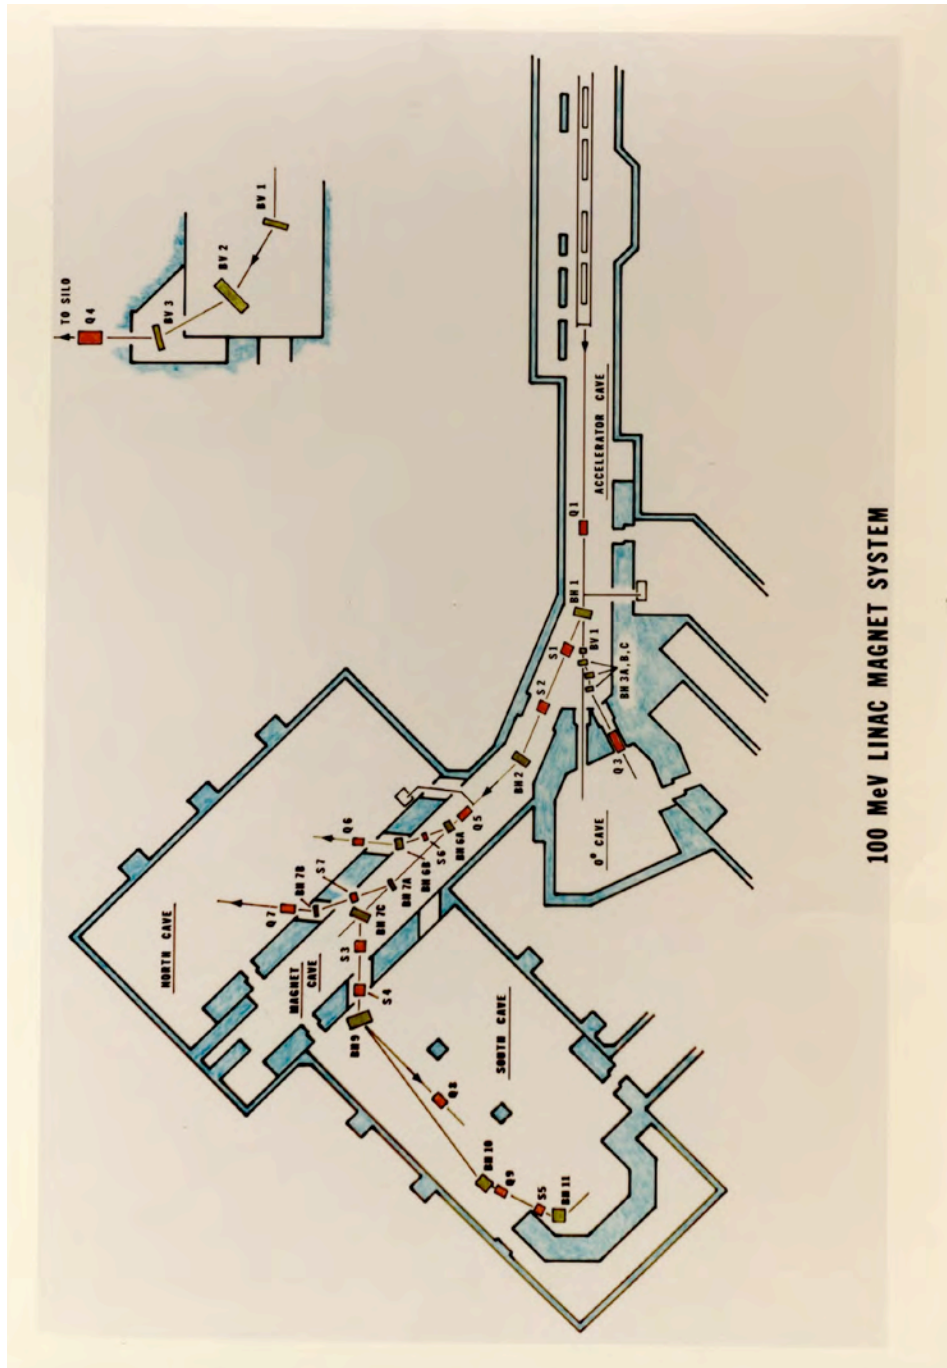 TO SILO
Q4
BV 3
BV 2
BV 1
ACCELERATOR CAVE
Q1
BH 1
S1
BV 1
BH 3A,B,C
S2
BH2
Q3
0° CAVE
Q5
BH 6A
S6
BH 6B
Q6
BH 7A
S7
BH 7B
Q7
BH 7C
S3
S4
BH9
NORTH CAVE
MAGNET
CAVE
SOUTH CAVE
Q8
BH 10
Q9
S5
BH 11
100 MeV LINAC MAGNET SYSTEM